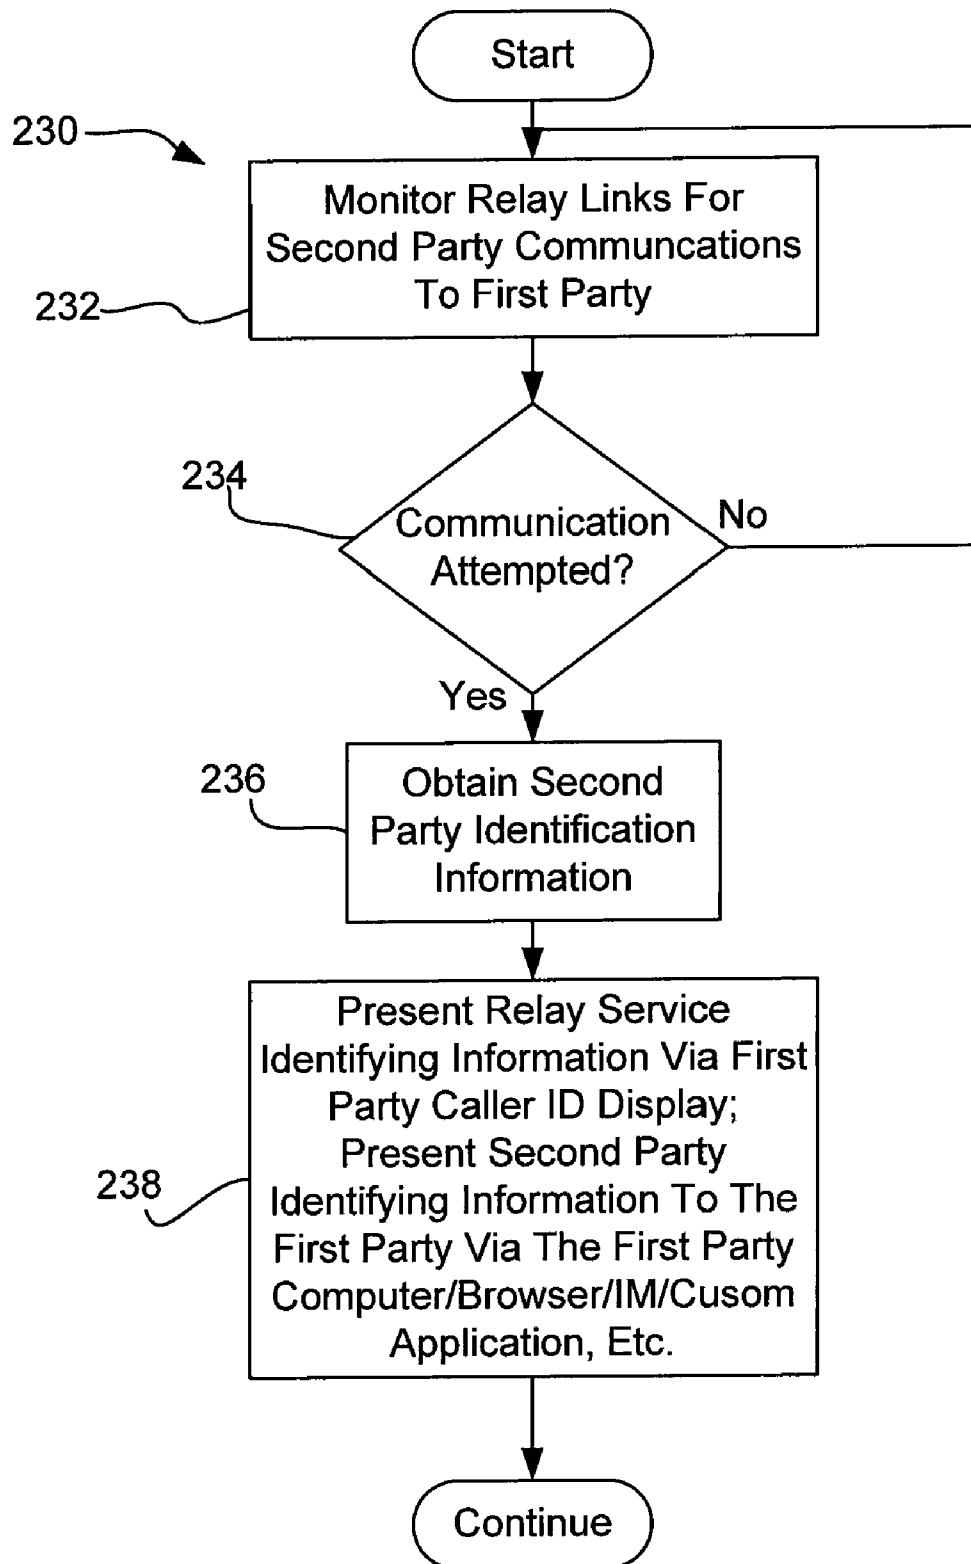 Start
230
Monitor Relay Links For
Second Party Communcations
To First Party
232
234
Communication
Attempted?
No
Yes
236
Obtain Second
Party Identification
Information
Present Relay Service
Identifying Information Via First
Party Caller ID Display;
Present Second Party
Identifying Information To The
First Party Via The First Party
Computer/Browser/IM/Cusom
Application, Etc.
238
Continue